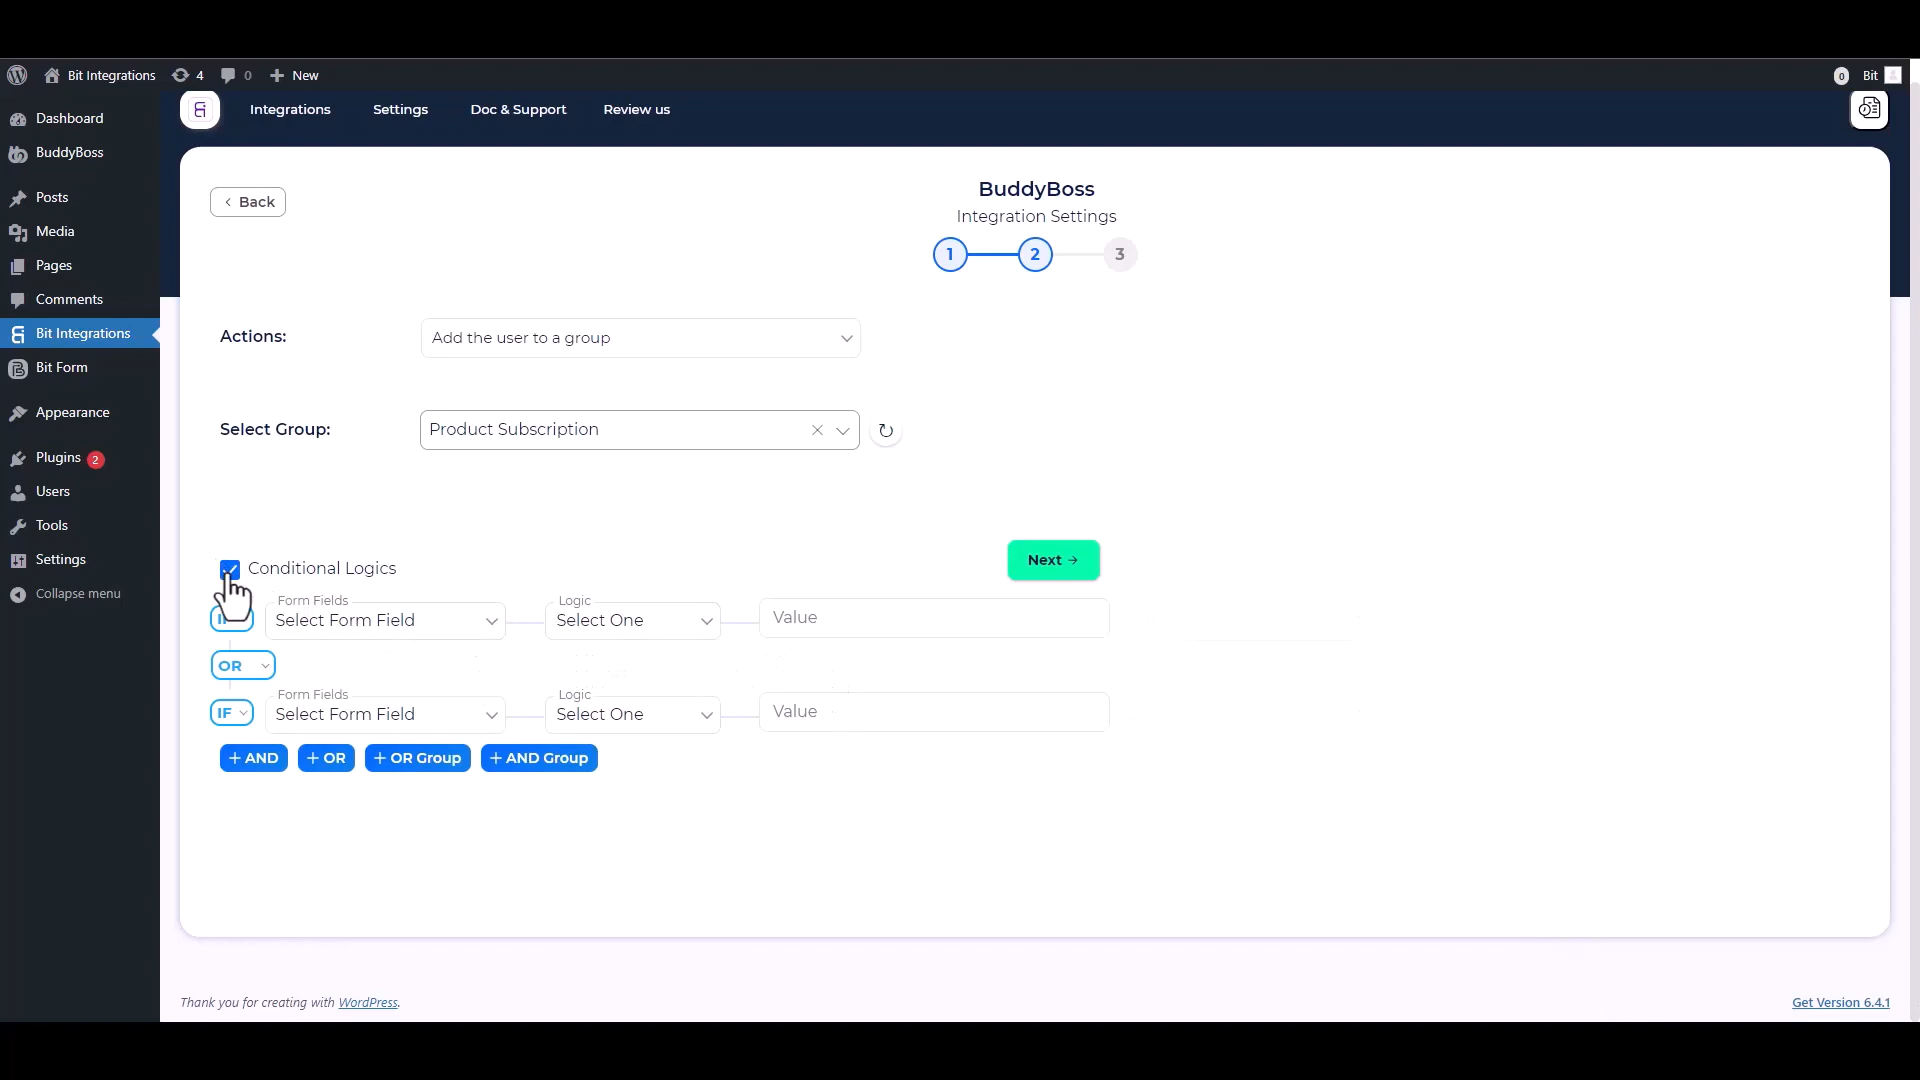 Bit Integrations 4 0 New 0 Bit
Integrations Settings Doc & Support Review us
Dashboard
BuddyBoss
Posts
Media
Pages
Comments
Bit Integrations
Bit Form
Appearance
Plugins 2
Users
Tools
Settings
Collapse menu
Back
BuddyBoss
Integration Settings
1 2 3
Actions: Add the user to a group
Select Group: Product Subscription
Conditional Logics Next
Form Fields Logic
Select Form Field Select One Value
OR
Form Fields Logic
IF Select Form Field Select One Value
+ AND + OR + OR Group + AND Group
Thank you for creating with WordPress. Get Version 6.4.1